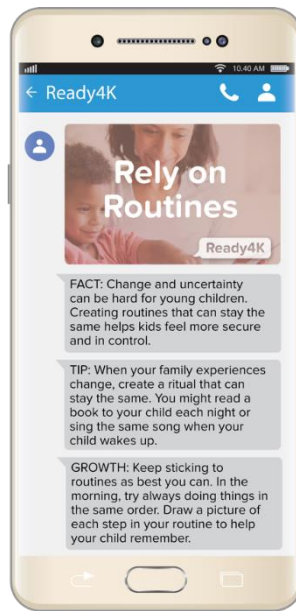 10.40 AM
← Ready4K
Rely on
Routines
Ready4K
FACT: Change and uncertainty
can be hard for young children.
Creating routines that can stay the
same helps kids feel more secure
and in control.
TIP: When your family experiences
change, create a ritual that can
stay the same. You might read a
book to your child each night or
sing the same song when your
child wakes up.
GROWTH: Keep sticking to
routines as best you can. In the
morning, try always doing things in
the same order. Draw a picture of
each step in your routine to help
your child remember.